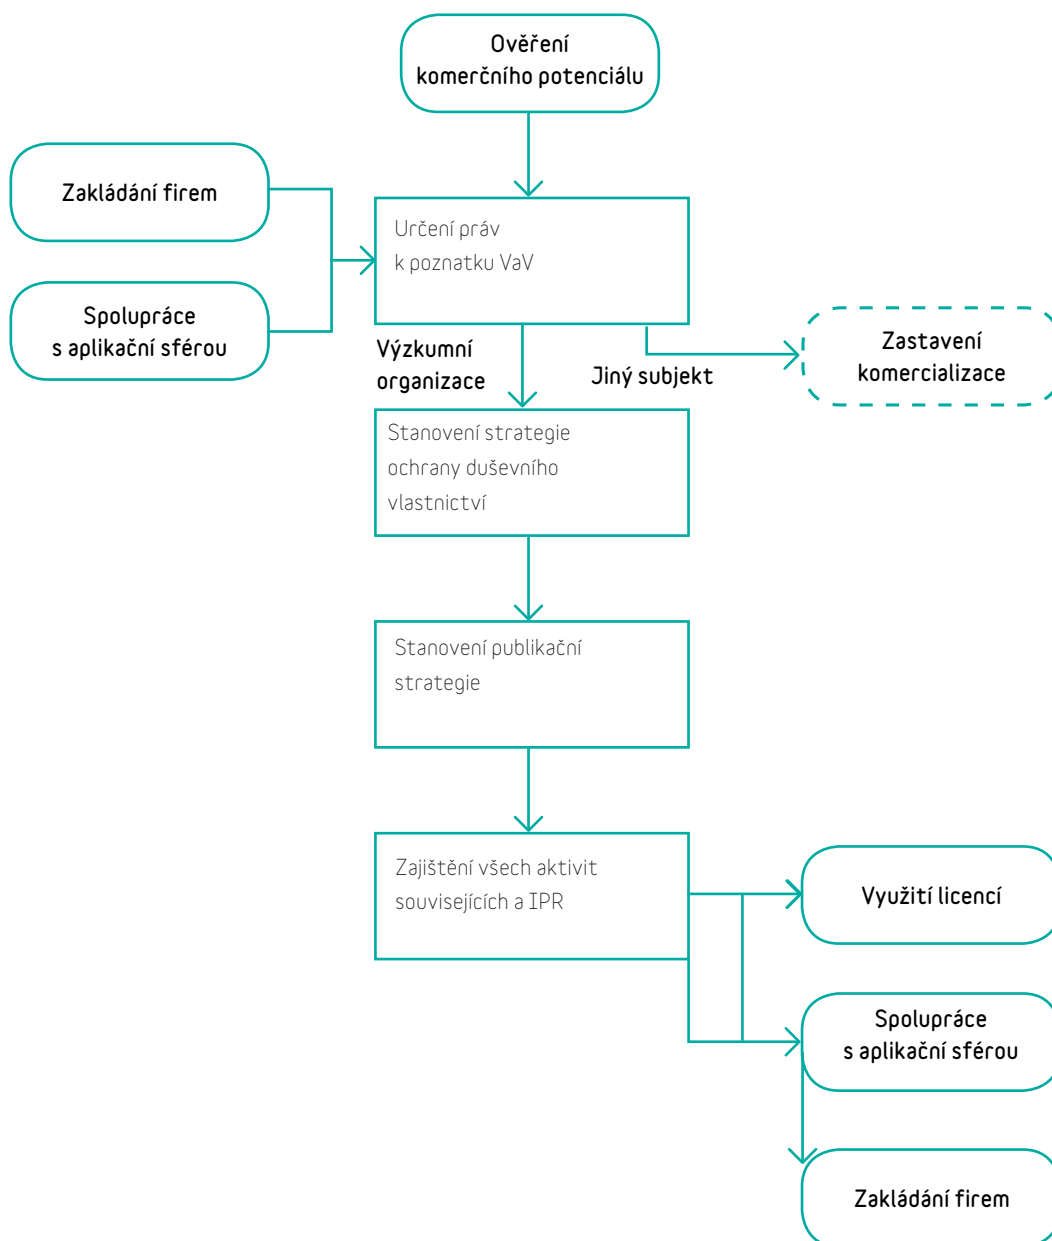 Ověření
komerčního potenciálu
Zakládání firem
Určení práv
k poznatku VaV
Spolupráce
s aplikační sférou
Výzkumní
organizace
Jiný subjekt
Zastavení
komercializace
Stanovení strategie
ochrany duševního
vlastnictví
Stanovení publikační
strategie
Zajištění všech aktivit
souvisejících a IPR
Využití licencí
Spolupráce
s aplikační sférou
Zakládání firem